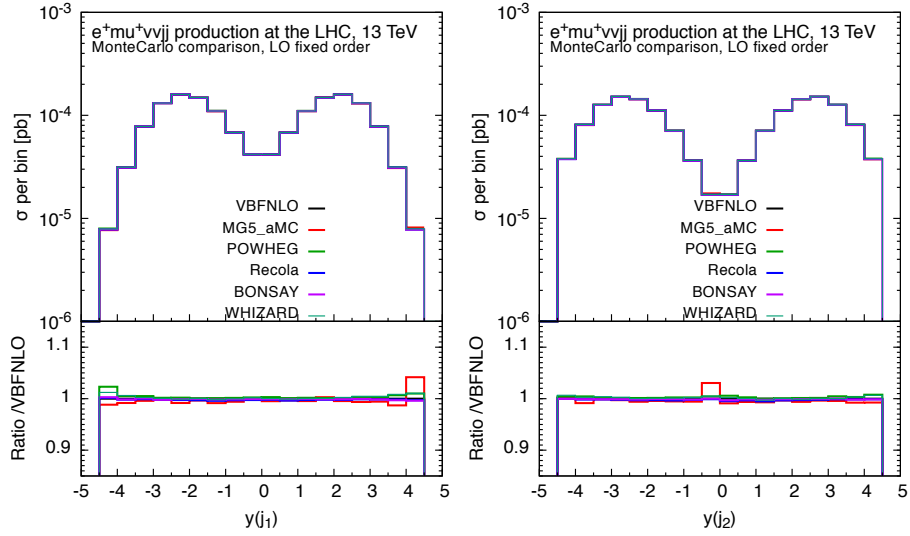 e⁺mu⁺vvjj production at the LHC, 13 TeV
MonteCarlo comparison, LO fixed order
σ per bin [pb]
10⁻³
10⁻⁴
10⁻⁵
10⁻⁶
VBFNLO
MG5_aMC
POWHEG
Recola
BONSAY
WHIZARD
Ratio /VBFNLO
1.1
1
0.9
-5 -4 -3 -2 -1 0 1 2 3 4 5
y(j₁)
e⁺mu⁺vvjj production at the LHC, 13 TeV
MonteCarlo comparison, LO fixed order
σ per bin [pb]
10⁻³
10⁻⁴
10⁻⁵
10⁻⁶
VBFNLO
MG5_aMC
POWHEG
Recola
BONSAY
WHIZARD
Ratio /VBFNLO
1.1
1
0.9
-5 -4 -3 -2 -1 0 1 2 3 4 5
y(j₂)